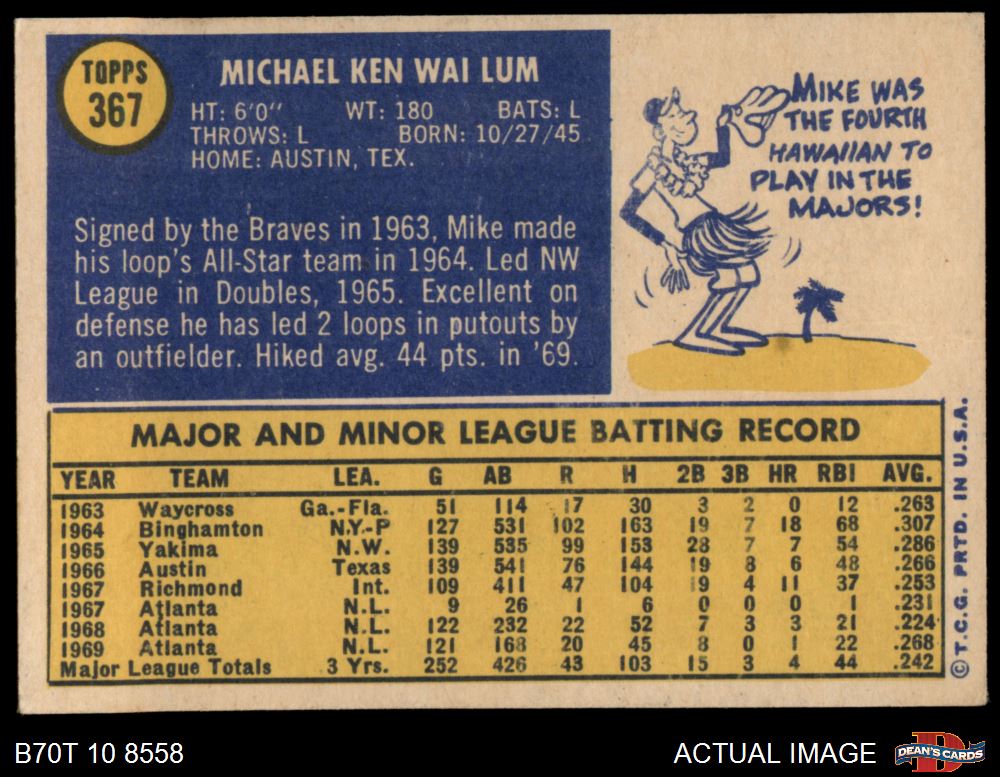 TOPPS
367
MICHAEL KEN WAI LUM
HT: 6'0" WT: 180 BATS: L
THROWS: L BORN: 10/27/45
HOME: AUSTIN, TEX.
Signed by the Braves in 1963, Mike made
his loop's All-Star team in 1964. Led NW
League in Doubles, 1965. Excellent on
defense he has led 2 loops in putouts by
an outfielder. Hiked avg. 44 pts. in '69.
MIKE WAS
THE FOURTH
HAWAIIAN TO
PLAY IN THE
MAJORS!
MAJOR AND MINOR LEAGUE BATTING RECORD
YEAR TEAM LEA. G AB R H 2B 3B HR RBI AVG.
1963 Waycross Ga.-Fla. 51 114 17 30 3 2 0 12 .263
1964 Binghamton N.Y.-P 127 531 102 163 19 7 18 68 .307
1965 Yakima N.W. 139 535 99 153 28 7 7 54 .286
1966 Austin Texas 139 541 76 144 19 8 6 48 .266
1967 Richmond Int. 109 411 47 104 19 4 11 37 .253
1967 Atlanta N.L. 9 26 1 6 0 0 0 1 .231
1968 Atlanta N.L. 122 232 22 52 7 3 3 21 .224
1969 Atlanta N.L. 121 168 20 45 8 0 1 22 .268
Major League Totals 3 Yrs. 252 426 43 103 15 3 4 44 .242
© T.C.G. PRTD. IN U.S.A.
B70T 10 8558
ACTUAL IMAGE
D
DEAN'S CARDS